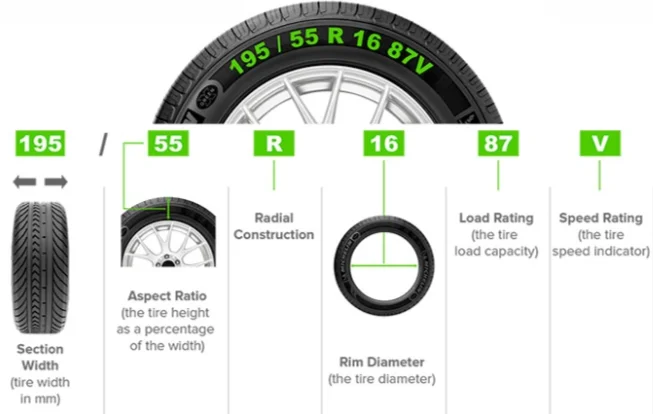 195 / 55 R 16 87V
195 / 55 R 16 87 V
Section
Width
(tire width
in mm)
Aspect Ratio
(the tire height
as a percentage
of the width)
Radial
Construction
Rim Diameter
(the tire diameter)
Load Rating
(the tire
load capacity)
Speed Rating
(the tire
speed indicator)